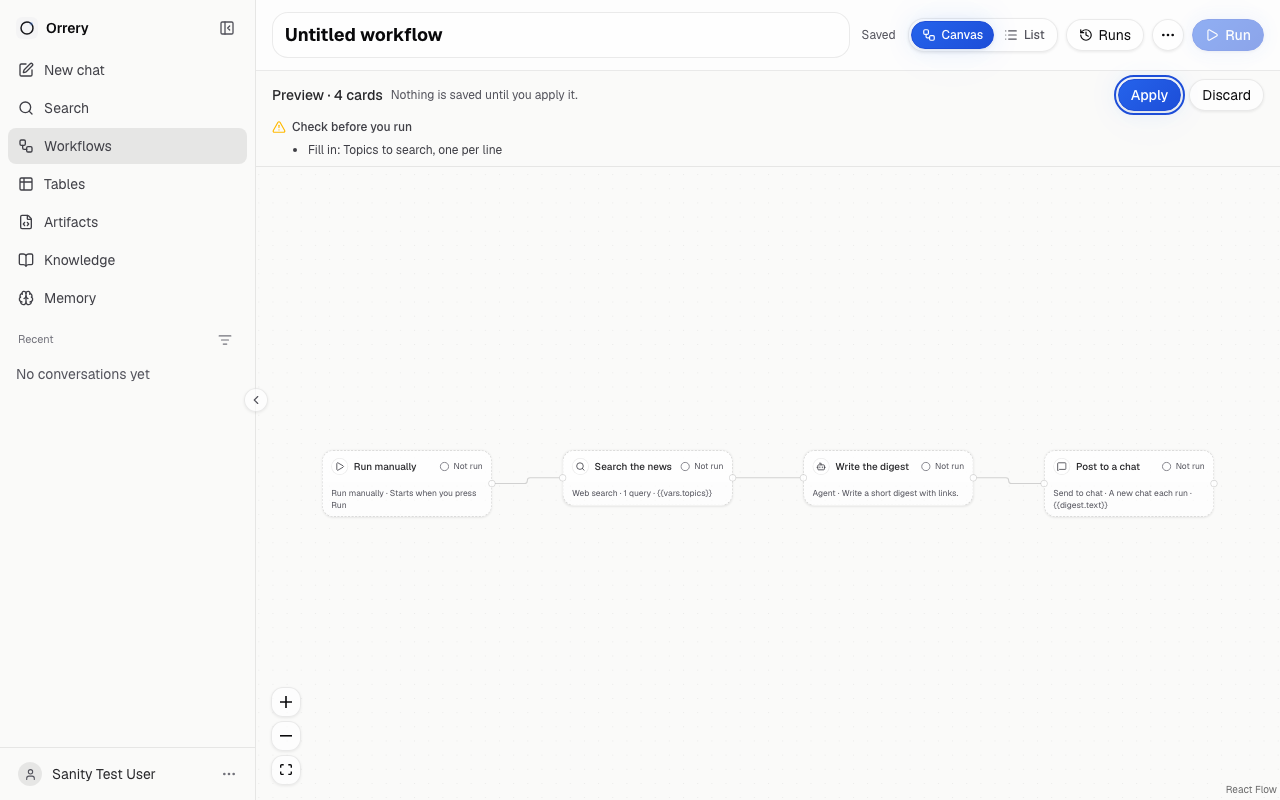 Orrery
New chat
Search
Workflows
Tables
Artifacts
Knowledge
Memory
Recent
No conversations yet
Sanity Test User
Untitled workflow
Saved
Canvas
List
Runs
Run
Preview · 4 cards
Nothing is saved until you apply it.
Apply
Discard
Check before you run
• Fill in: Topics to search, one per line
Run manually
Not run
Run manually · Starts when you press
Run
Search the news
Not run
Web search · 1 query · {{vars.topics}}
Write the digest
Not run
Agent · Write a short digest with links.
Post to a chat
Not run
Send to chat · A new chat each run ·
{{digest.text}}
React Flow